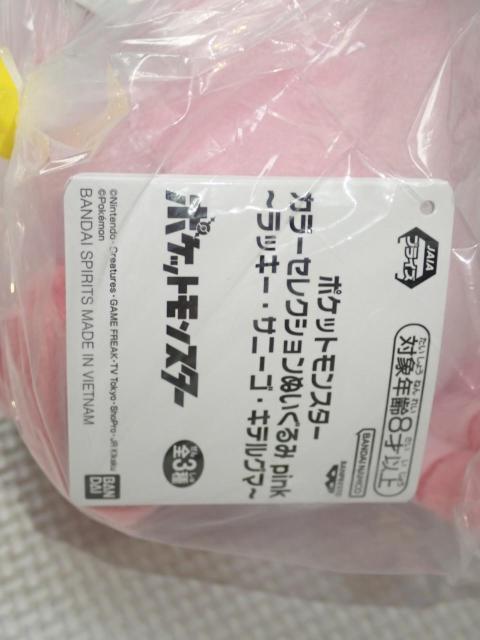 JAIA
プライズ
たい しょう ねん れい さい い じょう
対象年齢8才以上
ポケットモンスター
カラーセレクションぬいぐるみ pink
～ラッキー・サニーゴ・キテルグマ～
BANPRESTO
BANDAI NAMCO
ポケットモンスター
ぜん しゅ
全3種
©Nintendo・Creatures・GAME FREAK・TV Tokyo・ShoPro・JR Kikaku
©Pokémon
BANDAI SPIRITS MADE IN VIETNAM
BAN
DAI